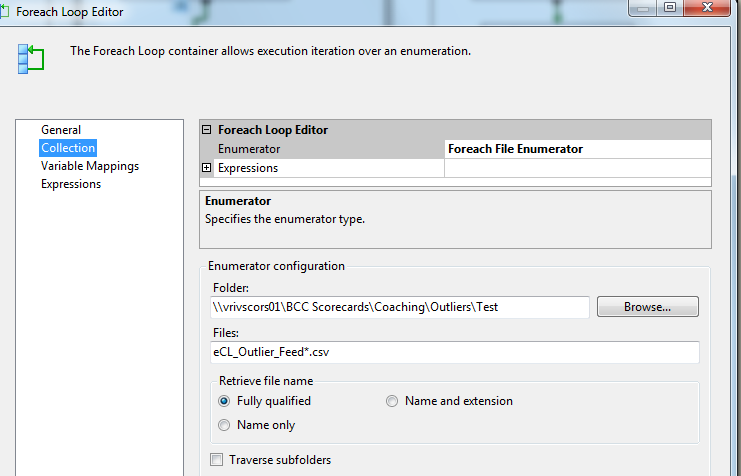 Foreach Loop Editor
The Foreach Loop container allows execution iteration over an enumeration.
General
Collection
Variable Mappings
Expressions
Foreach Loop Editor
Enumerator Foreach File Enumerator
Expressions
Enumerator
Specifies the enumerator type.
Enumerator configuration
Folder:
\\vrivscors01\BCC Scorecards\Coaching\Outliers\Test Browse...
Files:
eCL_Outlier_Feed*.csv
Retrieve file name
Fully qualified Name and extension
Name only
Traverse subfolders